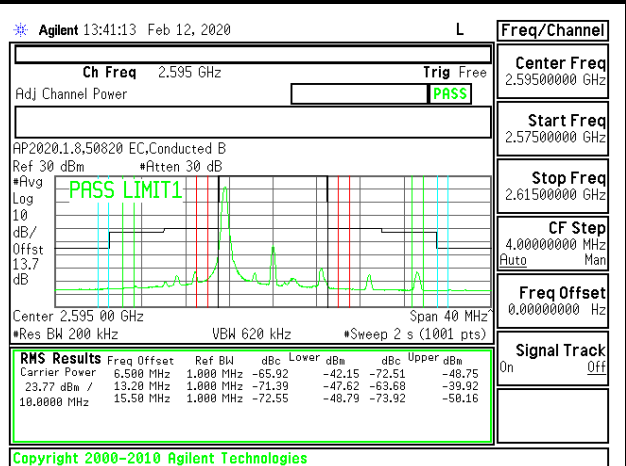 Agilent 13:41:13 Feb 12, 2020 L Freq/Channel
Ch Freq 2.595 GHz Trig Free
Adj Channel Power PASS
Center Freq
2.59500000 GHz
Start Freq
2.57500000 GHz
AP2020.1.8,50820 EC,Conducted B
Ref 30 dBm #Atten 30 dB
#Avg
Log
10
dB/
Offst
13.7
dB
PASS LIMIT1
Stop Freq
2.61500000 GHz
CF Step
4.00000000 MHz
Auto Man
Freq Offset
0.00000000 Hz
Center 2.595 00 GHz Span 40 MHz
#Res BW 200 kHz VBW 620 kHz #Sweep 2 s (1001 pts)
Signal Track
On Off
RMS Results Freq Offset Ref BW dBc Lower dBm dBc Upper dBm
Carrier Power 6.500 MHz 1.000 MHz -65.92 -42.15 -72.51 -48.75
23.77 dBm / 13.20 MHz 1.000 MHz -71.39 -47.62 -63.68 -39.92
10.0000 MHz 15.50 MHz 1.000 MHz -72.55 -48.79 -73.92 -50.16
Copyright 2000-2010 Agilent Technologies